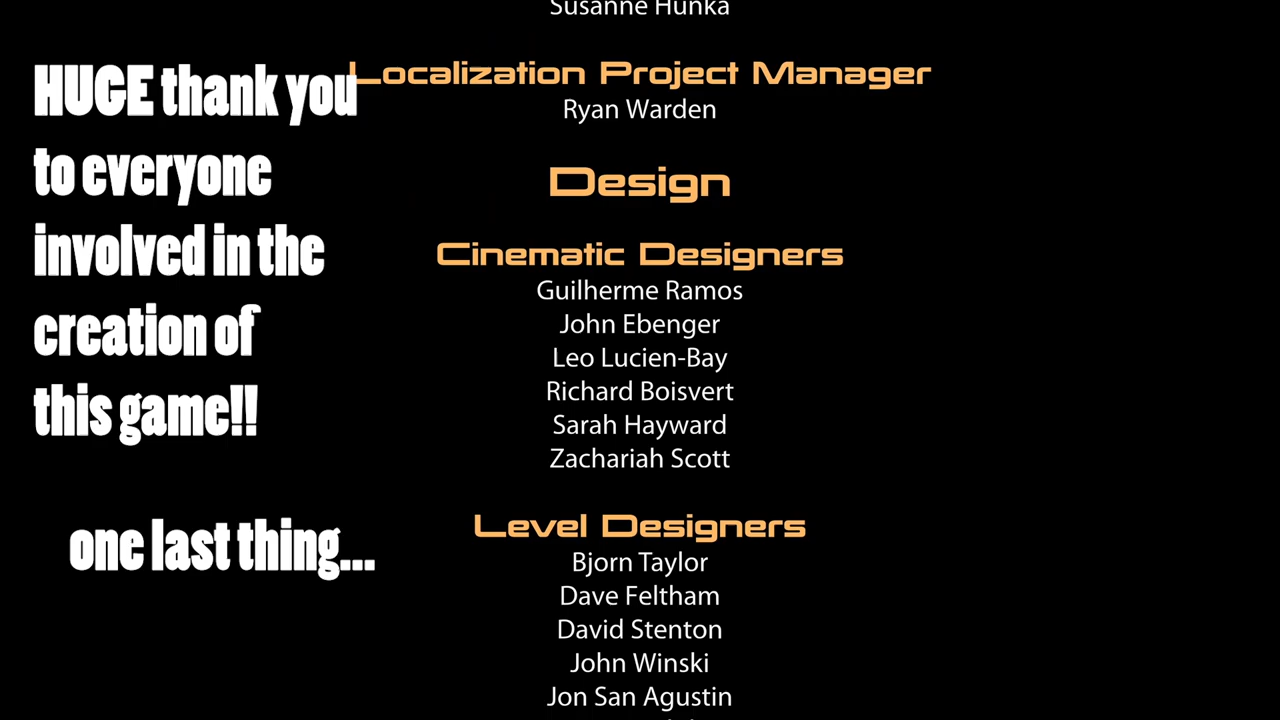 Susanne Hunka
HUGE thank you
to everyone
involved in the
creation of
this game!!
one last thing...
Localization Project Manager
Ryan Warden
Design
Cinematic Designers
Guilherme Ramos
John Ebenger
Leo Lucien-Bay
Richard Boisvert
Sarah Hayward
Zachariah Scott
Level Designers
Bjorn Taylor
Dave Feltham
David Stenton
John Winski
Jon San Agustin